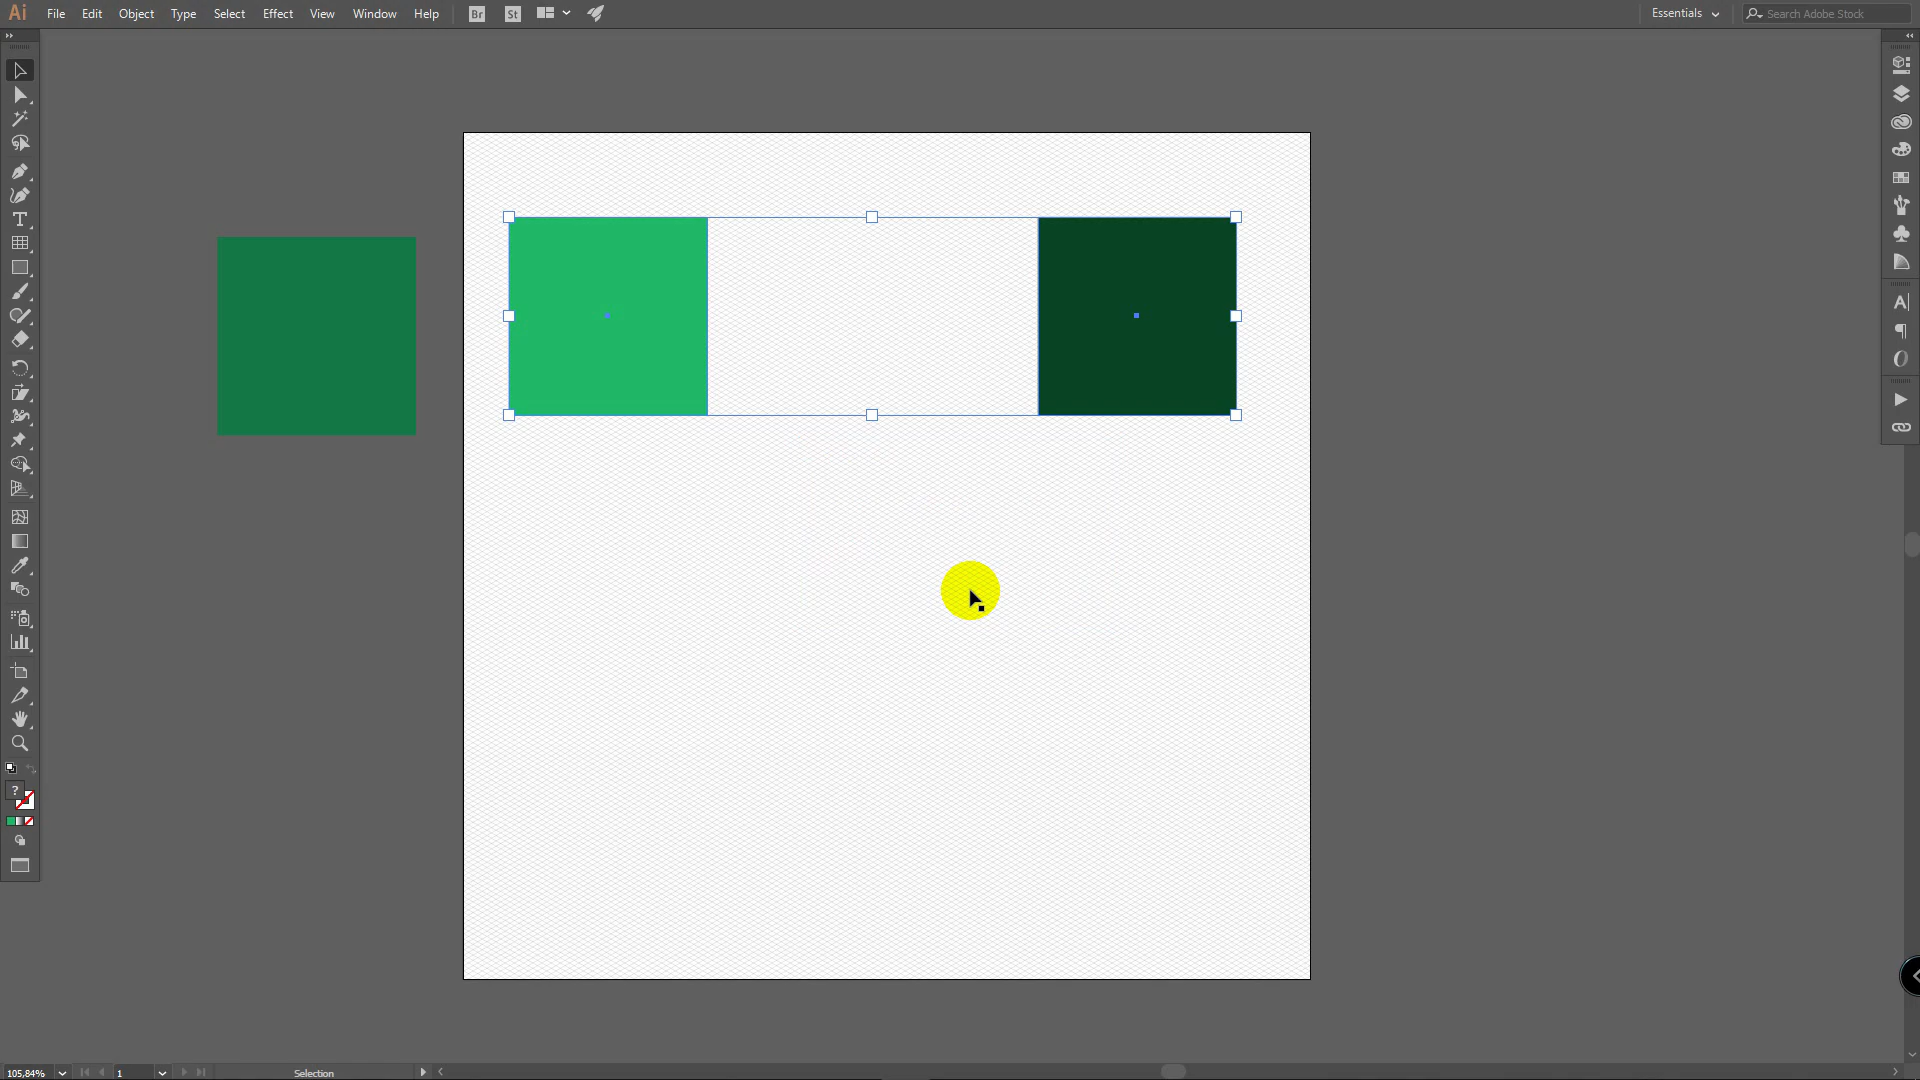 Ai File Edit Object Type Select Effect View Window Help Br St Essentials Search Adobe Stock
?
105,84% 1 Selection